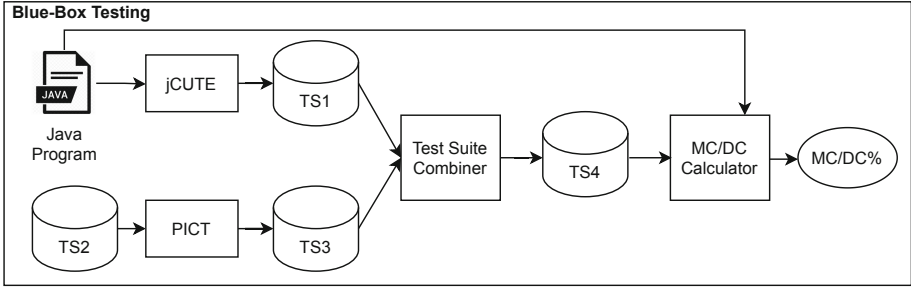 Blue-Box Testing
JAVA
Java
Program
jCUTE
TS1
TS2
PICT
TS3
Test Suite
Combiner
TS4
MC/DC
Calculator
MC/DC%